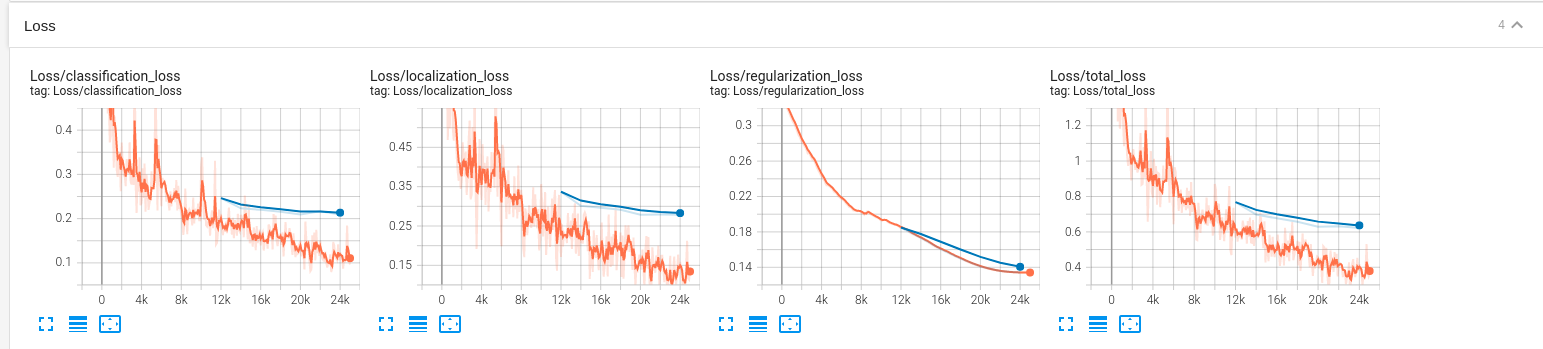 Loss
4
Loss/classification_loss
tag: Loss/classification_loss
0.4
0.3
0.2
0.1
0 4k 8k 12k 16k 20k 24k
Loss/localization_loss
tag: Loss/localization_loss
0.45
0.35
0.25
0.15
0 4k 8k 12k 16k 20k 24k
Loss/regularization_loss
tag: Loss/regularization_loss
0.3
0.26
0.22
0.18
0.14
0 4k 8k 12k 16k 20k 24k
Loss/total_loss
tag: Loss/total_loss
1.2
1
0.8
0.6
0.4
0 4k 8k 12k 16k 20k 24k